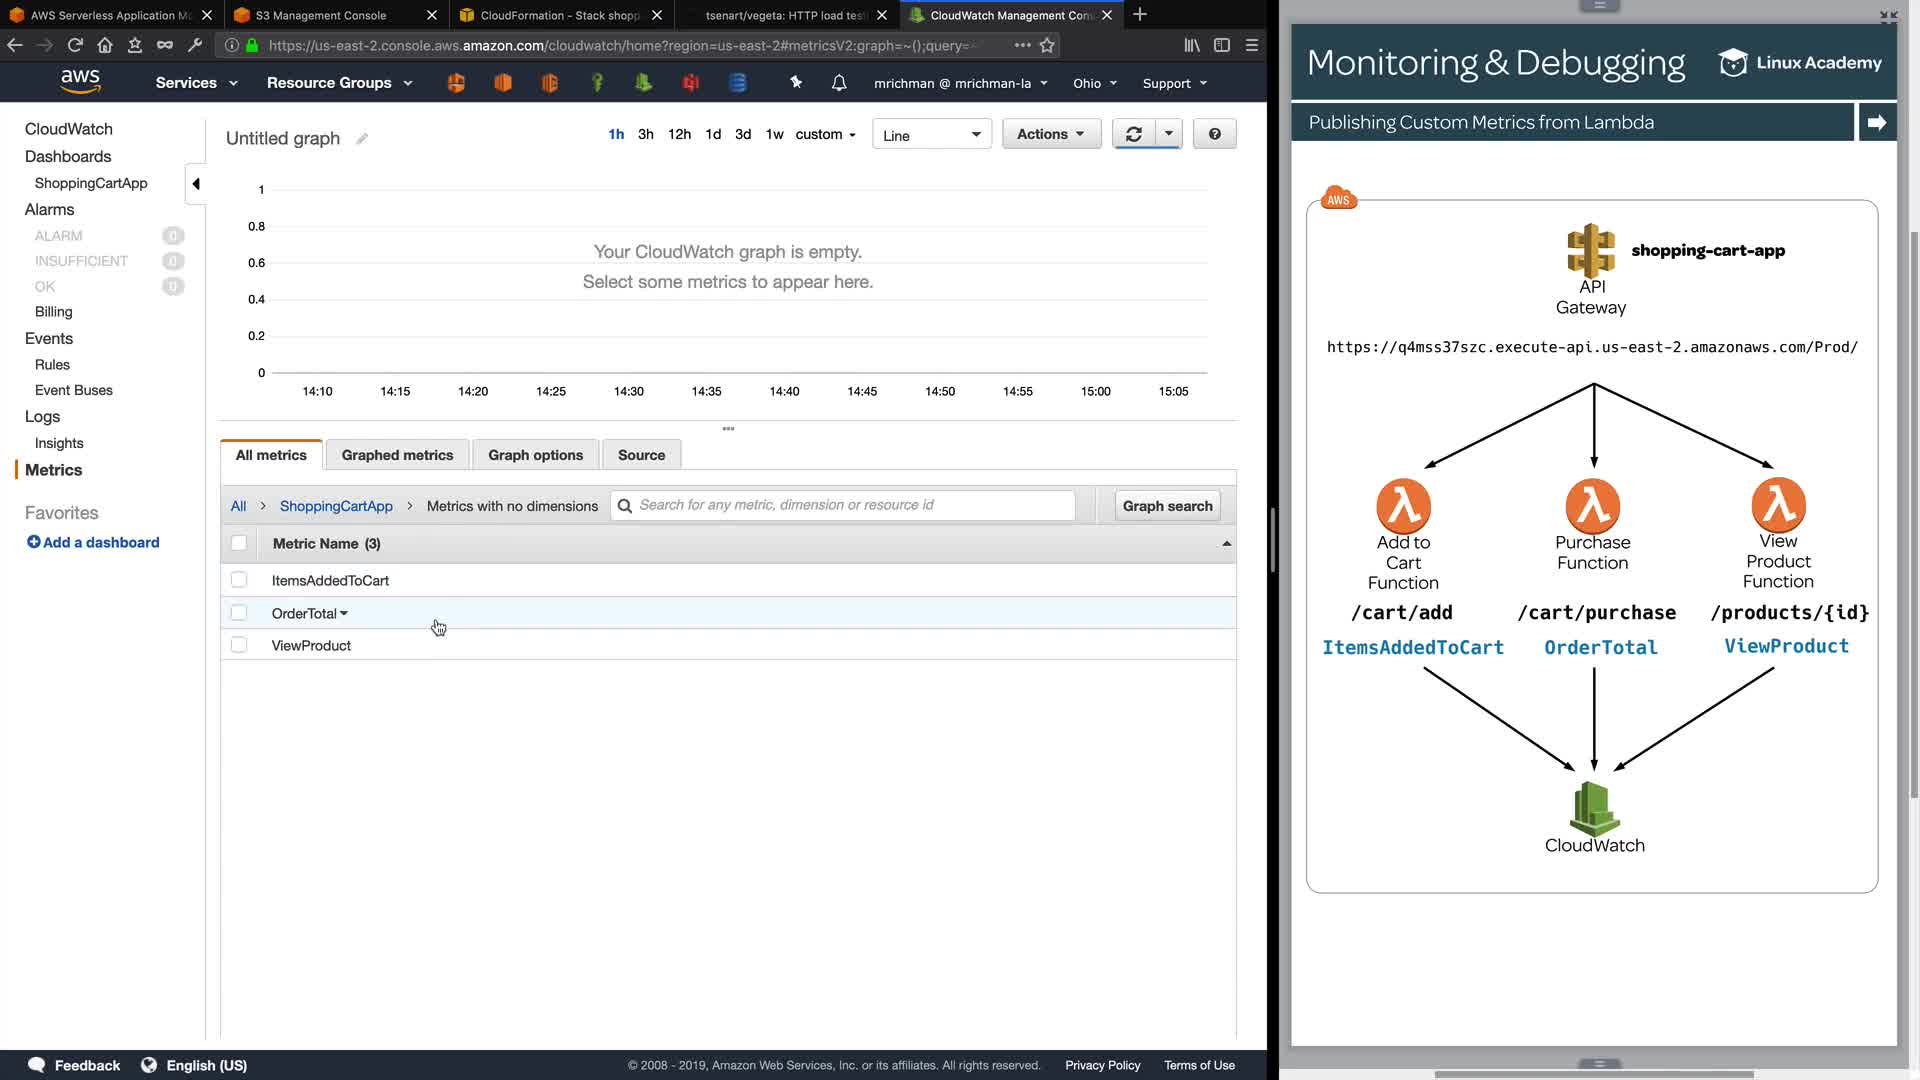 AWS Serverless Application Mo
S3 Management Console
CloudFormation - Stack shopp
tsenart/vegeta: HTTP load test
CloudWatch Management Con
https://us-east-2.console.aws.amazon.com/cloudwatch/home?region=us-east-2#metricsV2:graph=~();query=~
aws
Services
Resource Groups
mrichman @ mrichman-la
Ohio
Support
CloudWatch
Dashboards
ShoppingCartApp
Alarms
ALARM 0
INSUFFICIENT 0
OK 0
Billing
Events
Rules
Event Buses
Logs
Insights
Metrics
Favorites
Add a dashboard
Untitled graph
1h 3h 12h 1d 3d 1w custom
Line
Actions
1
0.8
0.6
0.4
0.2
0
Your CloudWatch graph is empty.
Select some metrics to appear here.
14:10 14:15 14:20 14:25 14:30 14:35 14:40 14:45 14:50 14:55 15:00 15:05
All metrics
Graphed metrics
Graph options
Source
All > ShoppingCartApp > Metrics with no dimensions
Search for any metric, dimension or resource id
Graph search
Metric Name (3)
ItemsAddedToCart
OrderTotal
ViewProduct
Feedback
English (US)
© 2008 - 2019, Amazon Web Services, Inc. or its affiliates. All rights reserved.
Privacy Policy
Terms of Use
Monitoring & Debugging
Linux Academy
Publishing Custom Metrics from Lambda
AWS
shopping-cart-app
API
Gateway
https://q4mss37szc.execute-api.us-east-2.amazonaws.com/Prod/
Add to
Cart
Function
/cart/add
ItemsAddedToCart
Purchase
Function
/cart/purchase
OrderTotal
View
Product
Function
/products/{id}
ViewProduct
CloudWatch